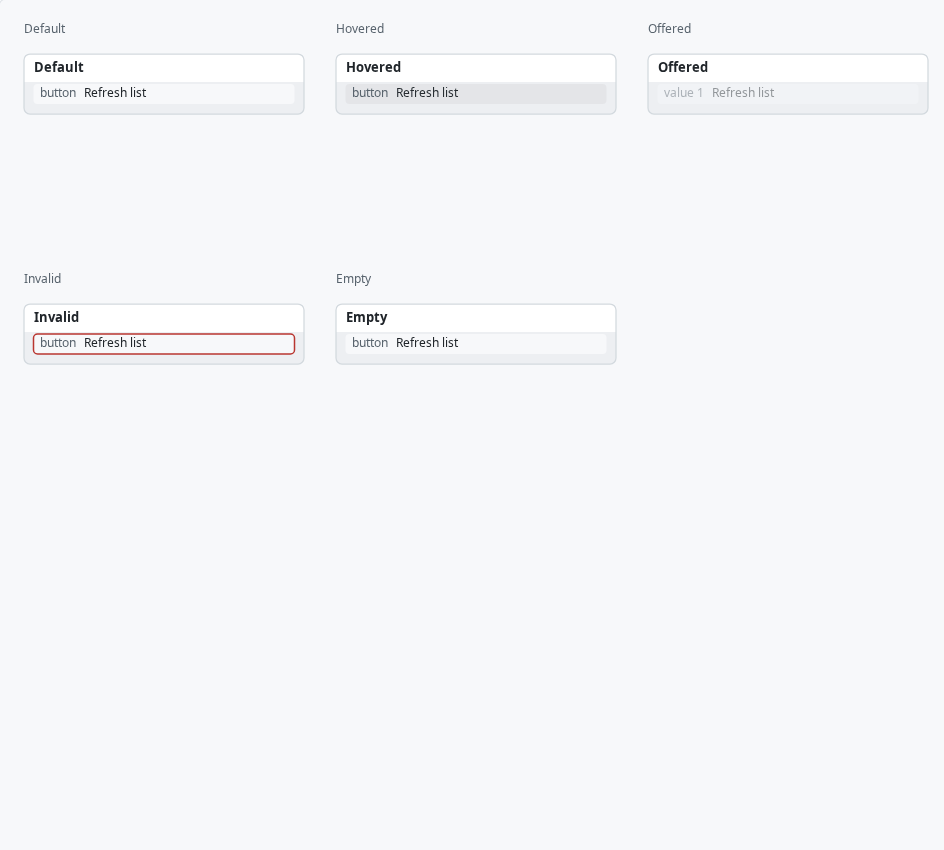 Default
Hovered
Offered
Default
Hovered
Offered
button Refresh list
button Refresh list
value 1 Refresh list
Invalid
Empty
Invalid
Empty
button Refresh list
button Refresh list